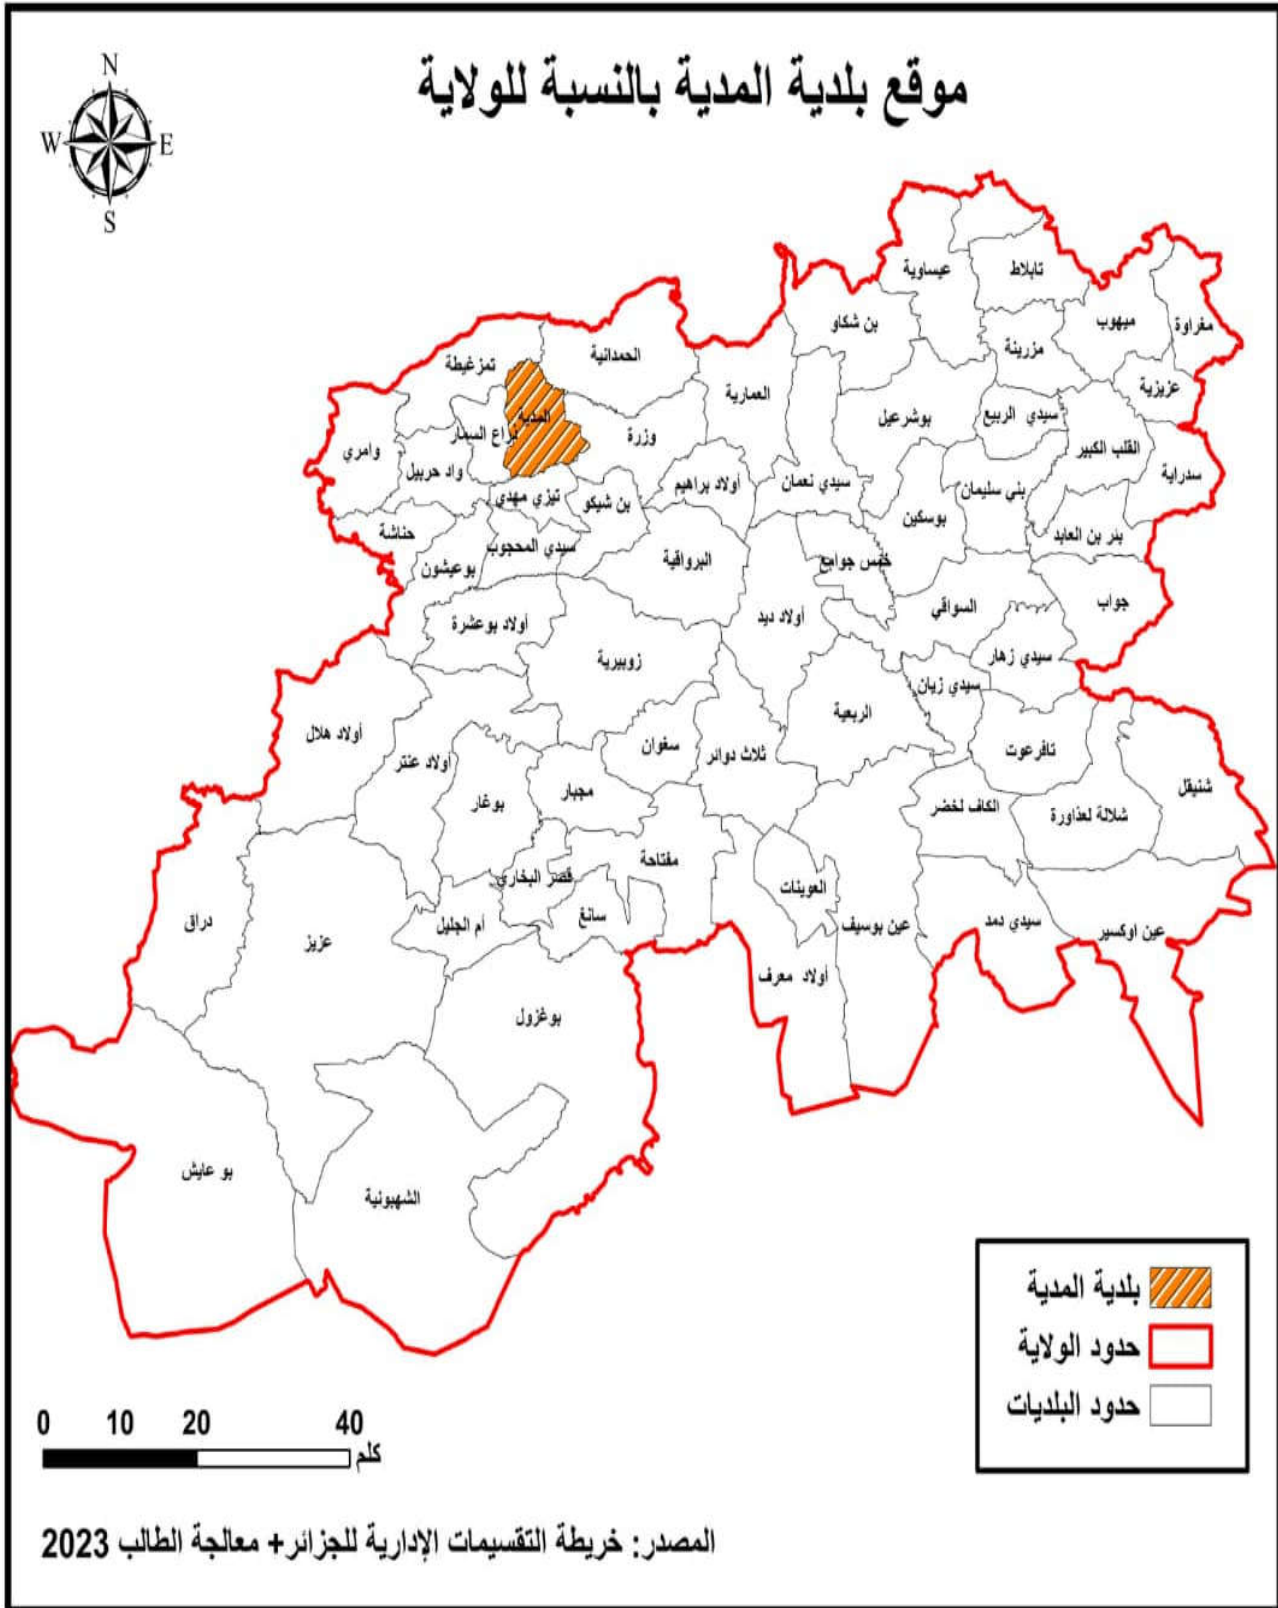 موقع بلدية المدية بالنسبة للولاية
N
W E
S
عيساوية
تابلاط
بن شكاو
ميهوب
مغراوة
مزرينة
الحمدانية
تمزغيطة
عزيزية
العمارية
المدية
بوشرعيل
سيدي الربيع
ذراع السمار
وزرة
القلب الكبير
وامري
واد حربيل
سدراية
أولاد براهيم
سيدي نعمان
بني سليمان
تيزي مهدي
بن شيكو
بوسكين
حناشة
بئر بن العابد
سيدي المحجوب
بوعيشون
البرواقية
خمس جوامع
جواب
السواقي
أولاد ديد
أولاد بوعشرة
زوبيرية
سيدي زهار
سيدي زيان
الربعية
أولاد هلال
سغوان
ثلاث دوائر
تافرعوت
أولاد عنتر
شنيقل
مجبار
بوغار
الكاف لخضر
شلالة لعذاورة
مفتاحة
قصر البخاري
العوينات
دراق
سانغ
أم الجليل
سيدي دمد
عين بوسيف
عين اوكسير
عزيز
أولاد معرف
بوغزول
بو عايش
الشهبونية
بلدية المدية
حدود الولاية
حدود البلديات
0 10 20 40
كلم
المصدر: خريطة التقسيمات الإدارية للجزائر+ معالجة الطالب 2023